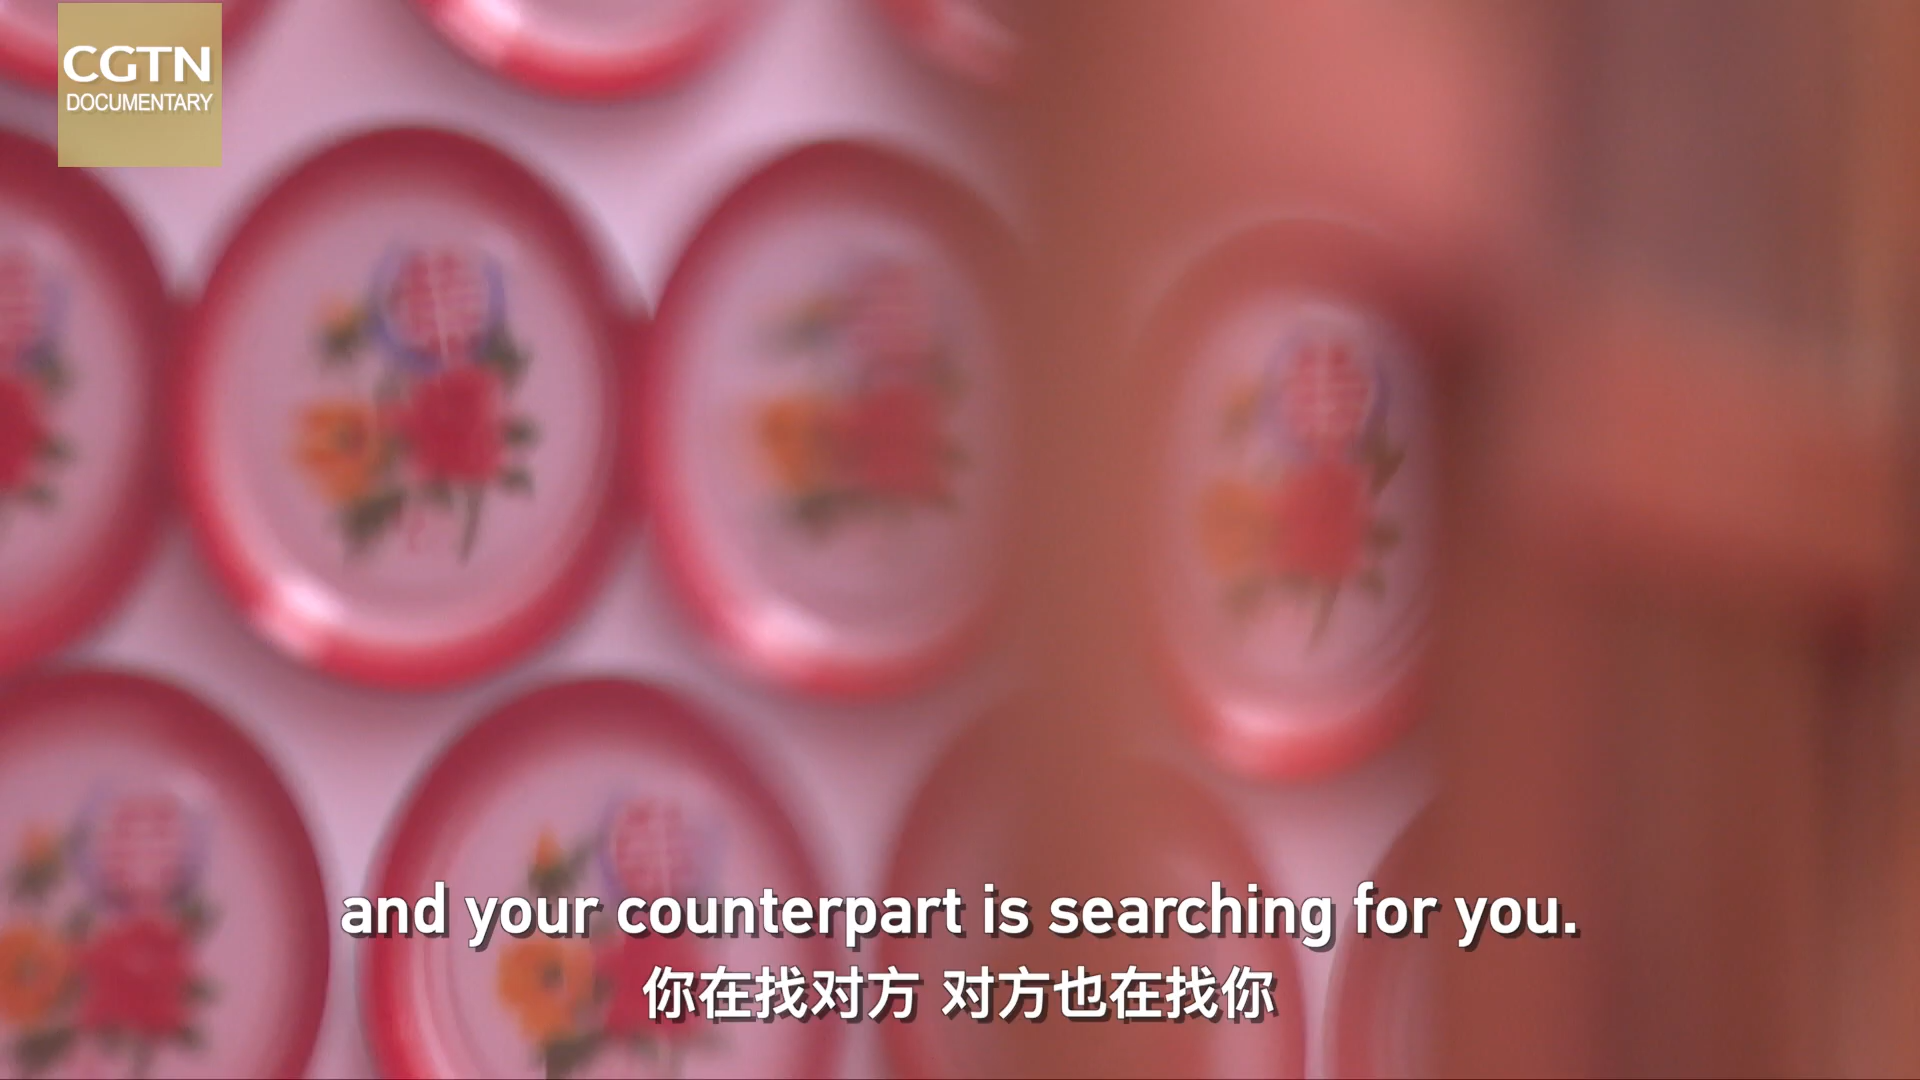 CGTN
DOCUMENTARY
and your counterpart is searching for you.
你在找对方 对方也在找你